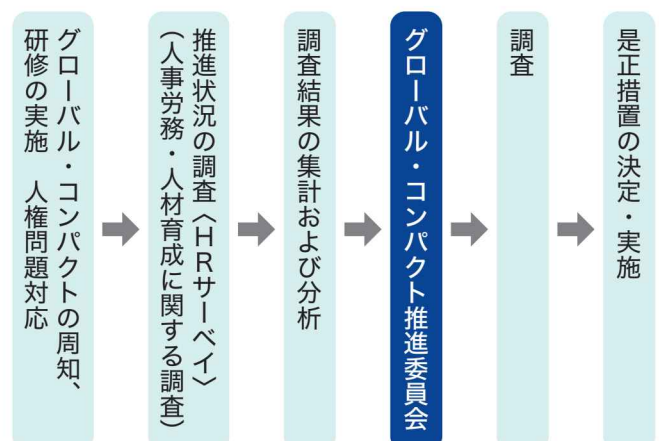 グローバル・コンパクトの周知、
研修の実施　人権問題対応
推進状況の調査〈HRサーベイ〉
(人事労務・人材育成に関する調査)
調査結果の集計および分析
グローバル・コンパクト推進委員会
調査
是正措置の決定・実施